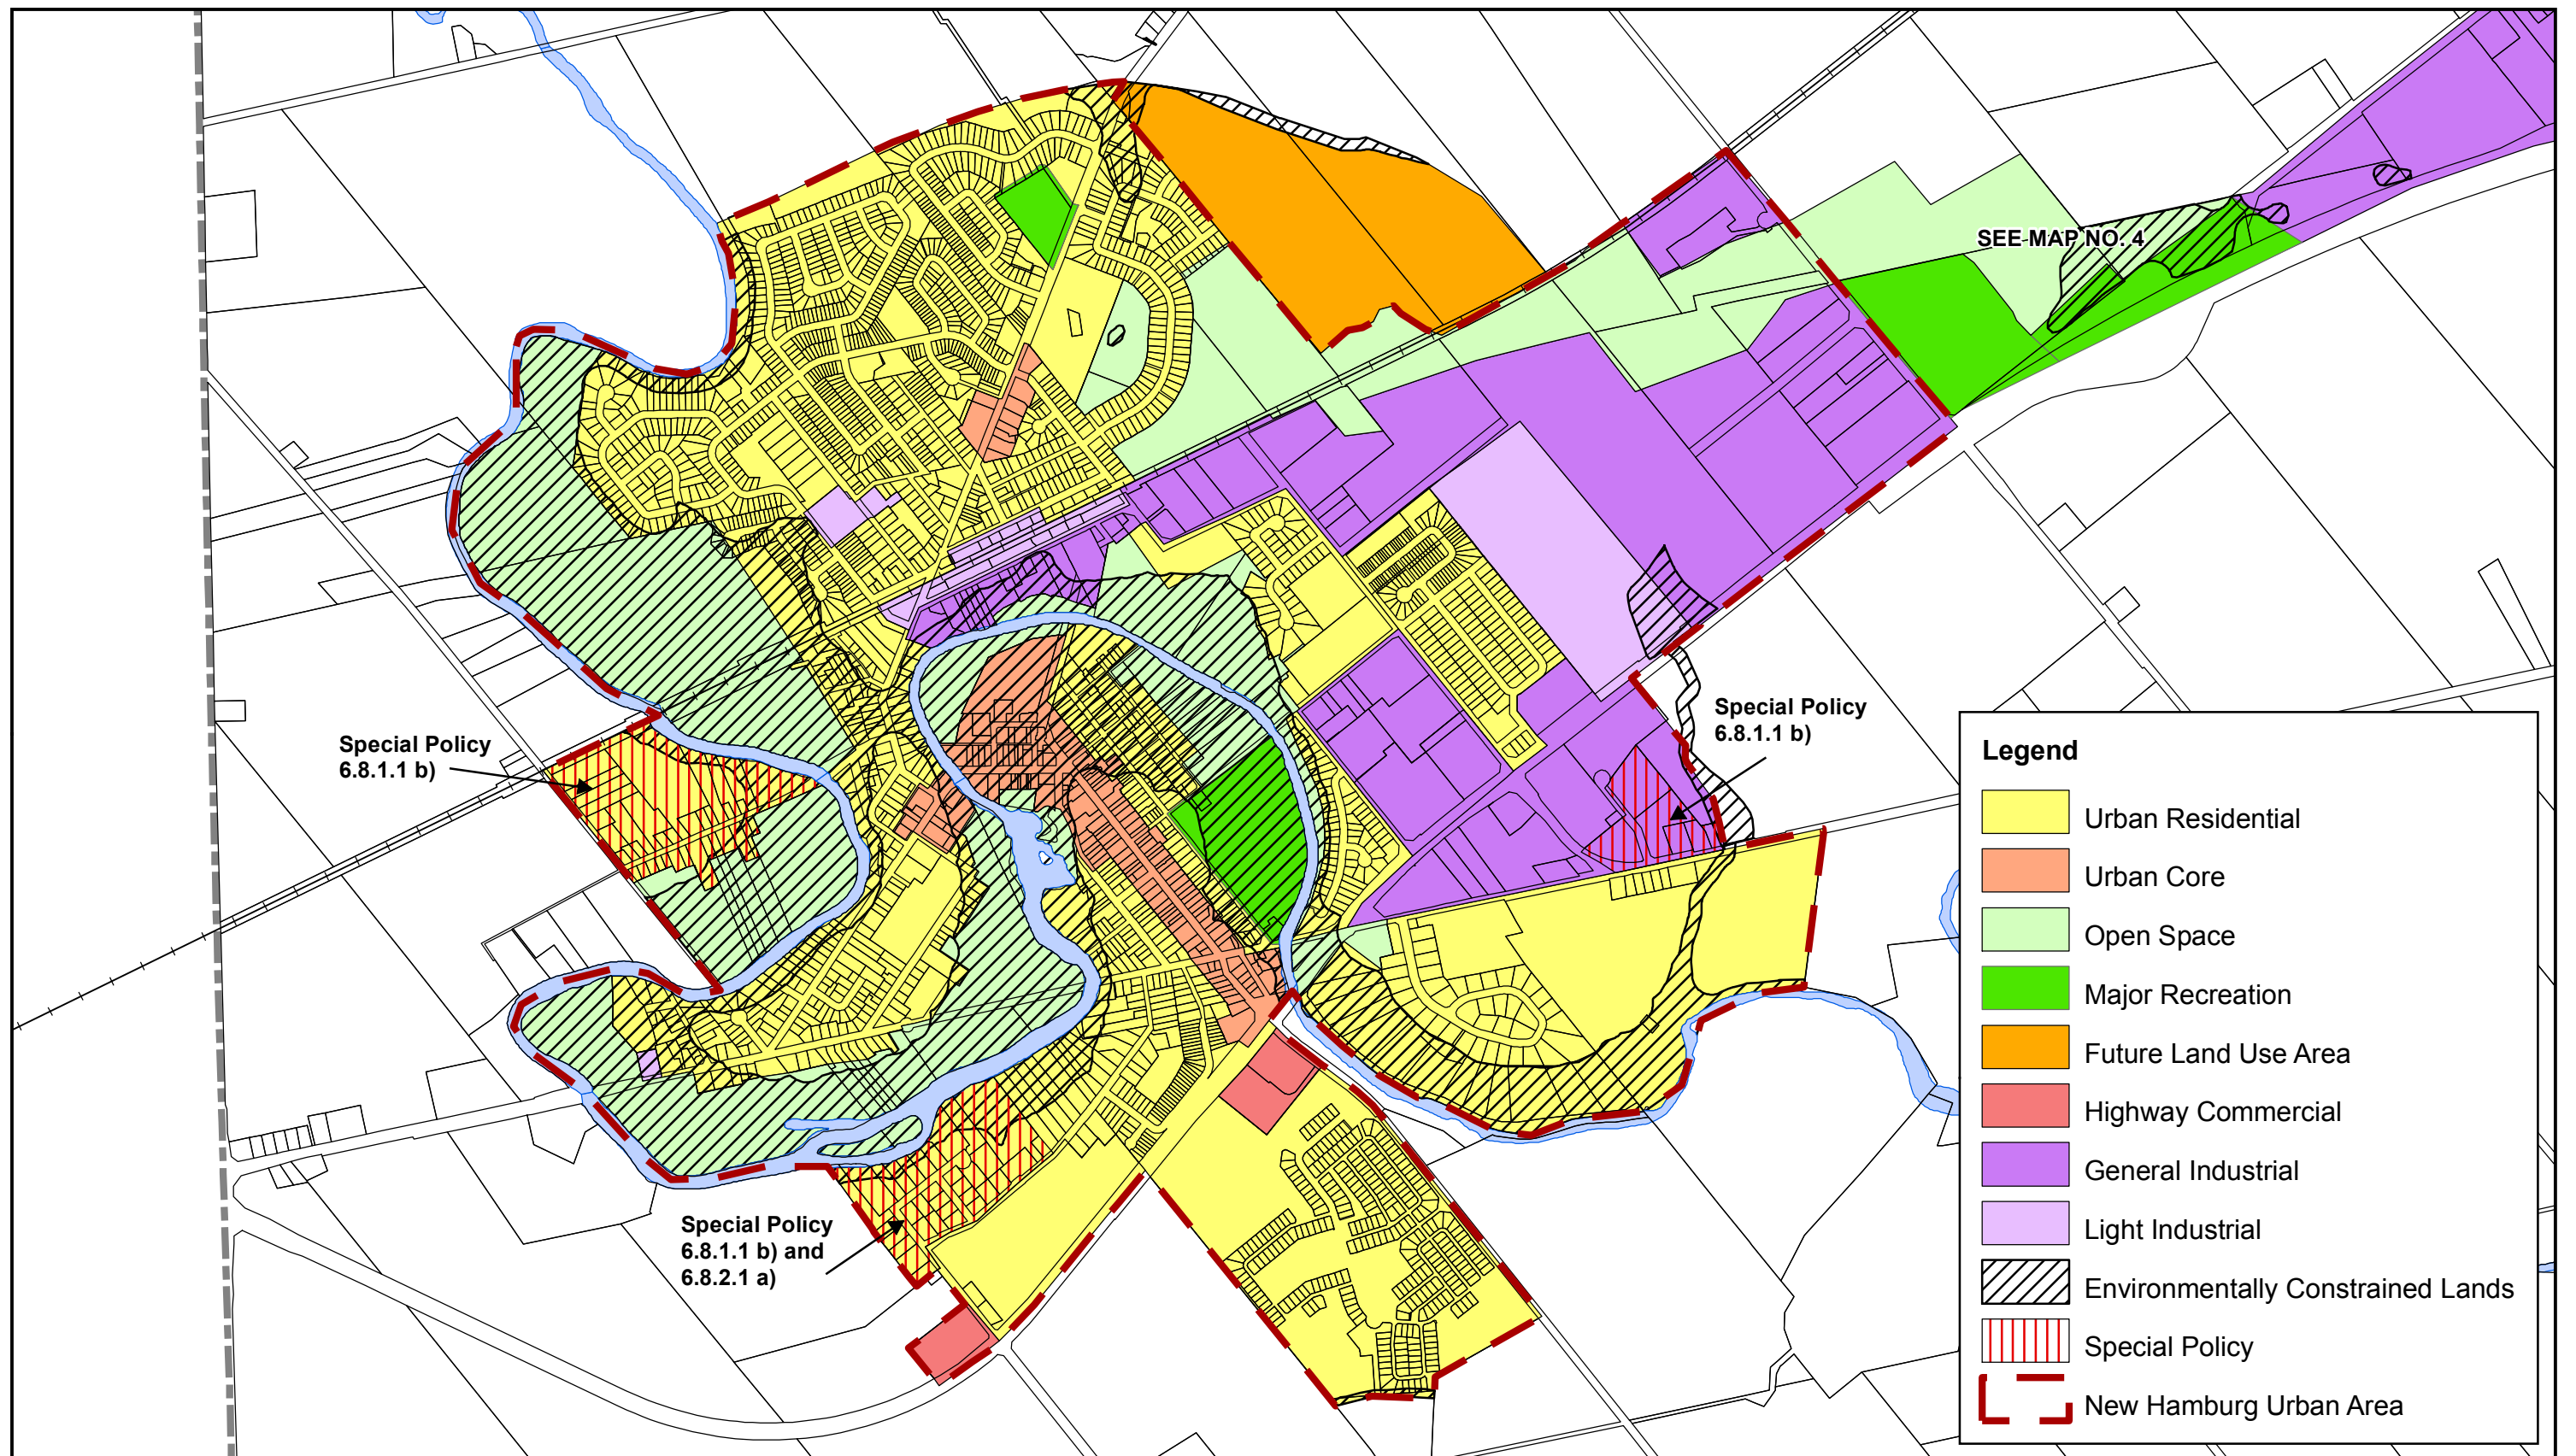 SEE MAP NO. 4
Special Policy
6.8.1.1 b)
Special Policy
6.8.1.1 b)
Special Policy
6.8.1.1 b) and
6.8.2.1 a)
Legend
Urban Residential
Urban Core
Open Space
Major Recreation
Future Land Use Area
Highway Commercial
General Industrial
Light Industrial
Environmentally Constrained Lands
Special Policy
New Hamburg Urban Area